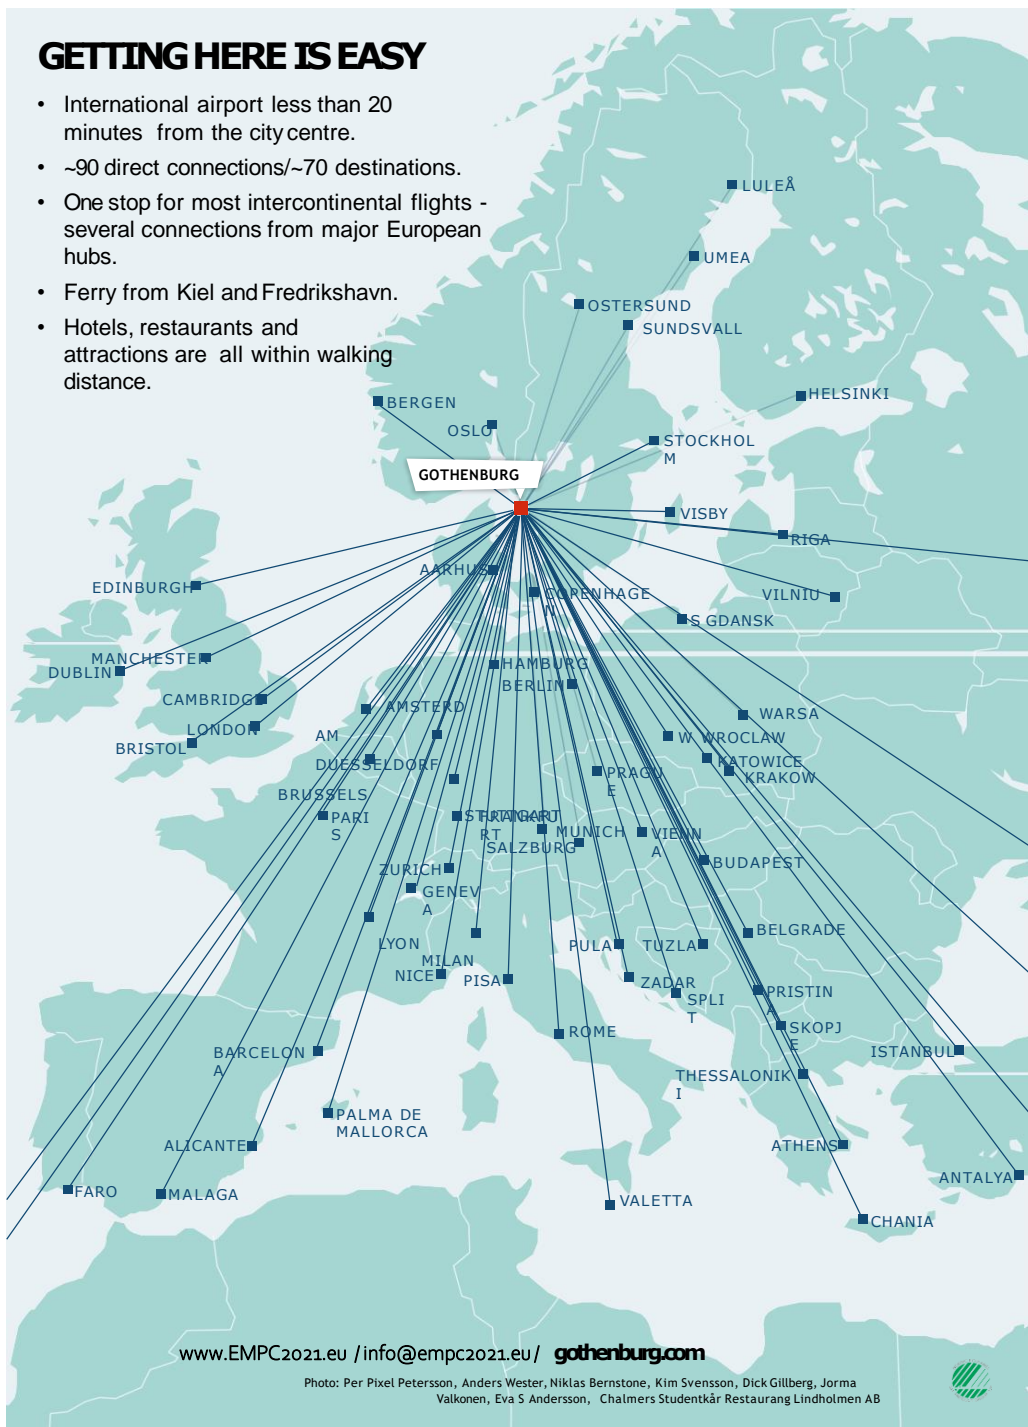 GETTING HERE IS EASY
• International airport less than 20
minutes from the city centre.
• ~90 direct connections/~70 destinations.
• One stop for most intercontinental flights -
several connections from major European
hubs.
• Ferry from Kiel and Fredrikshavn.
• Hotels, restaurants and
attractions are all within walking
distance.
LULEÅ
UMEA
OSTERSUND
SUNDSVALL
HELSINKI
BERGEN
OSLO
STOCKHOL
M
GOTHENBURG
VISBY
RIGA
AARHUS
EDINBURGH
COPENHAGE
N
VILNIU
S GDANSK
MANCHESTER
DUBLIN
HAMBURG
BERLIN
CAMBRIDGE
AMSTERD
AM
LONDON
BRISTOL
WARSA
W WROCLAW
DUESSELDORF
KATOWICE
KRAKOW
PRAGU
E
BRUSSELS
PARI
S
STUTTGART
FRANKFU
RT
MUNICH
VIENN
A
SALZBURG
BUDAPEST
ZURICH
GENEV
A
BELGRADE
LYON
MILAN
NICE
PISA
PULA
TUZLA
ZADAR
SPLI
T
PRISTIN
A
SKOPJ
E
ROME
ISTANBUL
BARCELON
A
THESSALONIK
I
PALMA DE
MALLORCA
ALICANTE
ATHENS
ANTALYA
FARO
MALAGA
VALETTA
CHANIA
www.EMPC2021.eu /info@empc2021.eu/ gothenburg.com
Photo: Per Pixel Petersson, Anders Wester, Niklas Bernstone, Kim Svensson, Dick Gillberg, Jorma
Valkonen, Eva S Andersson, Chalmers Studentkår Restaurang Lindholmen AB